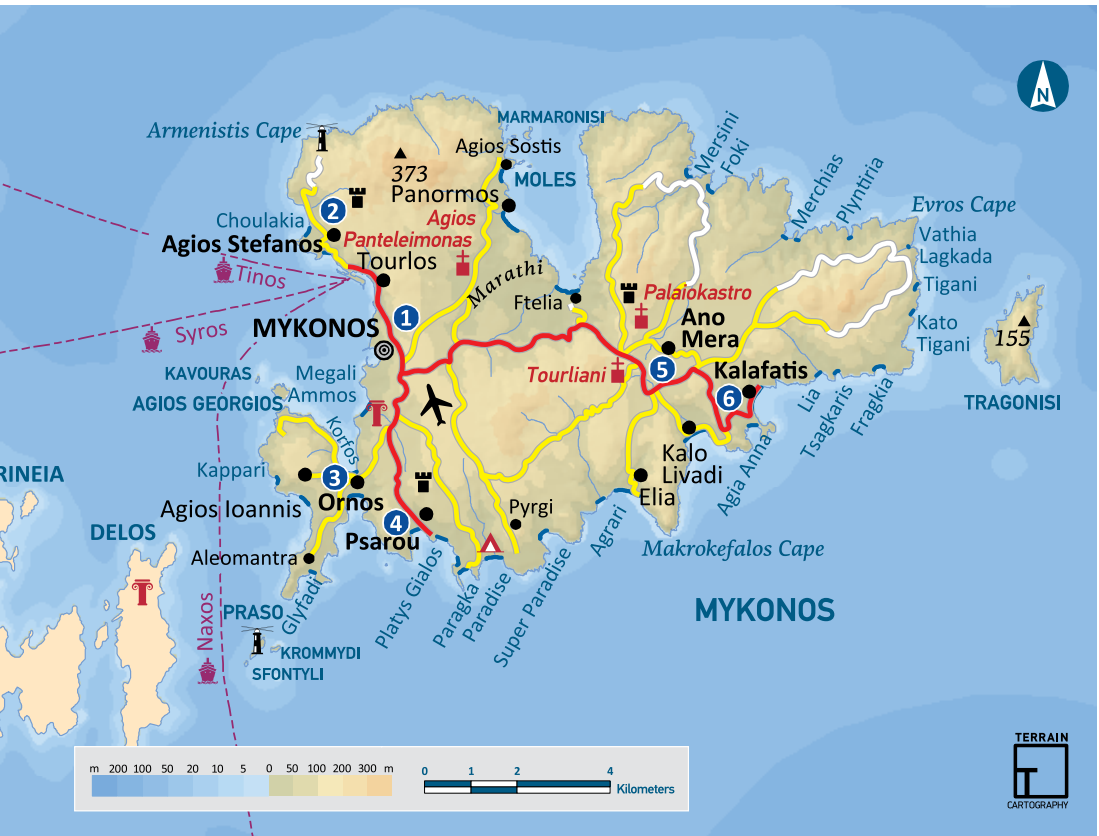 MARMARONISI
Armenistis Cape
Agios Sostis
373
MOLES
Panormos
Mersini
Foki
Merchias
Plyntiria
Evros Cape
N
2
Choulakia
Agios
Agios Stefanos
Panteleimonas
Vathia
Lagkada
Tourlos
Marathi
Tinos
Tigani
Palaiokastro
Ftelia
1
Ano
Mera
Syros
MYKONOS
Kato
Tigani
155
Tourliani
5
Kalafatis
KAVOURAS
Megali
Ammos
AGIOS GEORGIOS
6
Lia
Tsagkaris
Fragkia
TRAGONISI
Korfos
Kalo
Livadi
Agia Anna
RINEIA
Kappari
3
Ornos
Elia
Agios Ioannis
4
Pyrgi
Psarou
Agrari
DELOS
Aleomantra
Makrokefalos Cape
Glyfadi
Platys Gialos
Paragka
Paradise
Super Paradise
MYKONOS
Naxos
PRASO
KROMMYDI
SFONTYLI
TERRAIN
T
CARTOGRAPHY
m 200 100 50 20 10 5 0 50 100 200 300 m
0 1 2 4
Kilometers